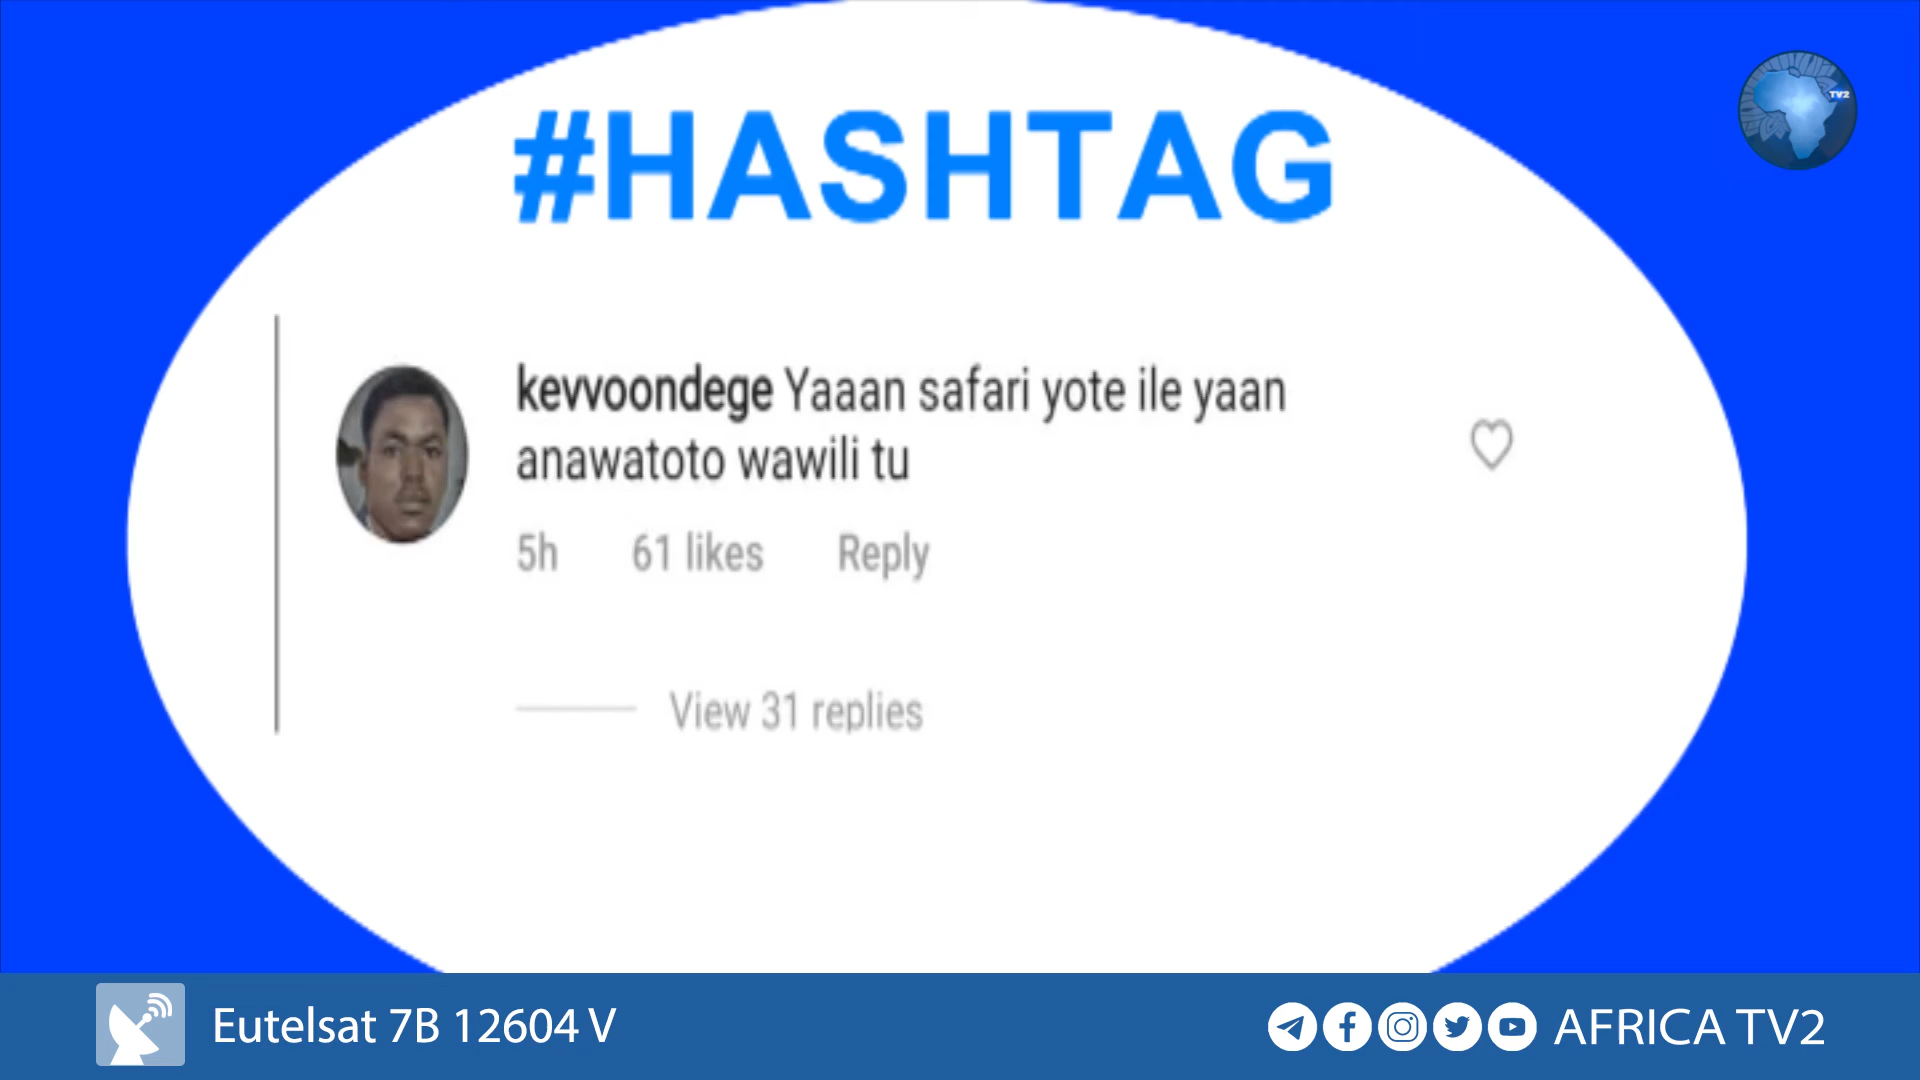 #HASHTAG
TV2
kevvoondege Yaaan safari yote ile yaan
anawatoto wawili tu
5h 61 likes Reply
View 31 replies
Eutelsat 7B 12604 V
AFRICA TV2